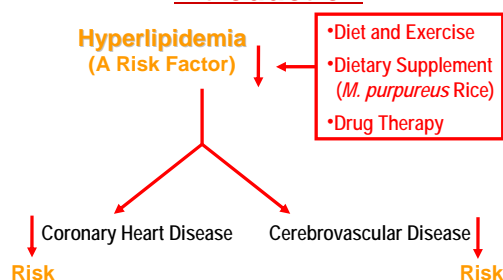 Hyperlipidemia
(A Risk Factor)
•Diet and Exercise
•Dietary Supplement
(M. purpureus Rice)
•Drug Therapy
Coronary Heart Disease
Cerebrovascular Disease
Risk
Risk